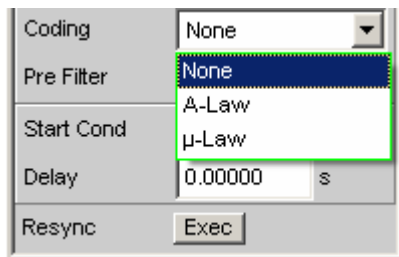 Coding None
Pre Filter None
A-Law
Start Cond μ-Law
Delay 0.00000 s
Resync Exec